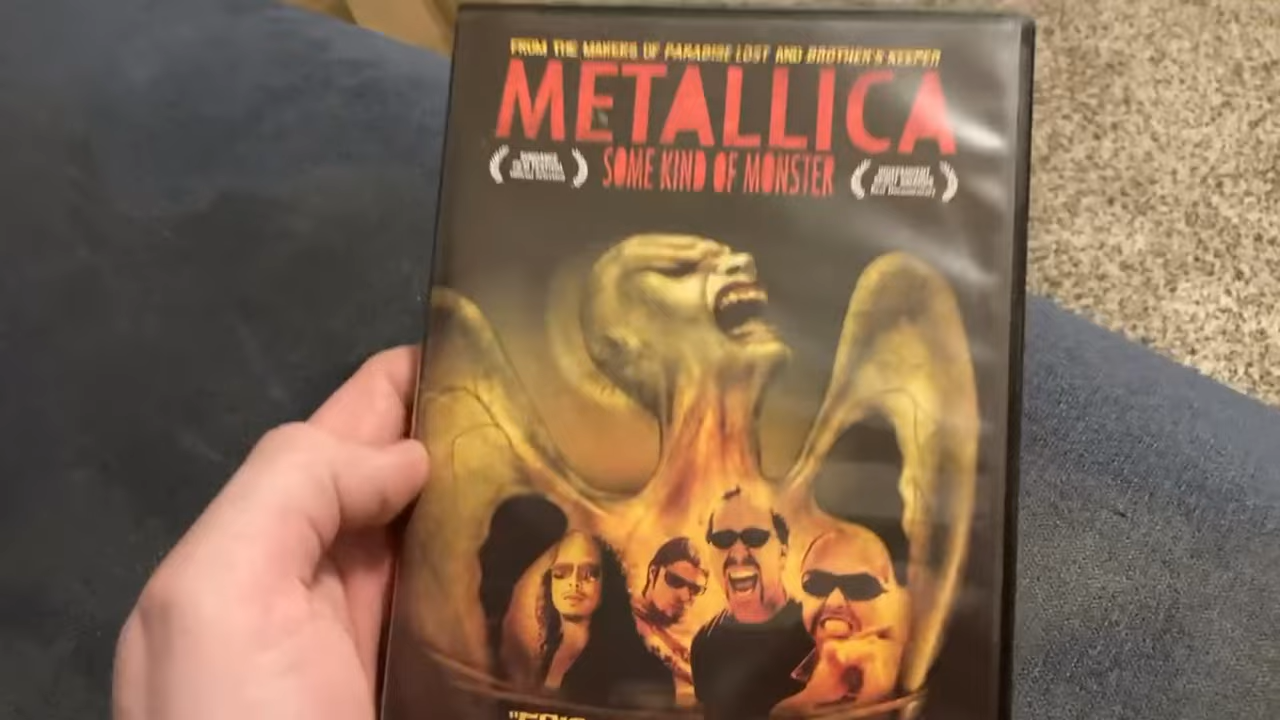 FROM THE MAKERS OF PARADISE LOST AND BROTHER'S KEEPER
METALLICA
SOME KIND OF MONSTER